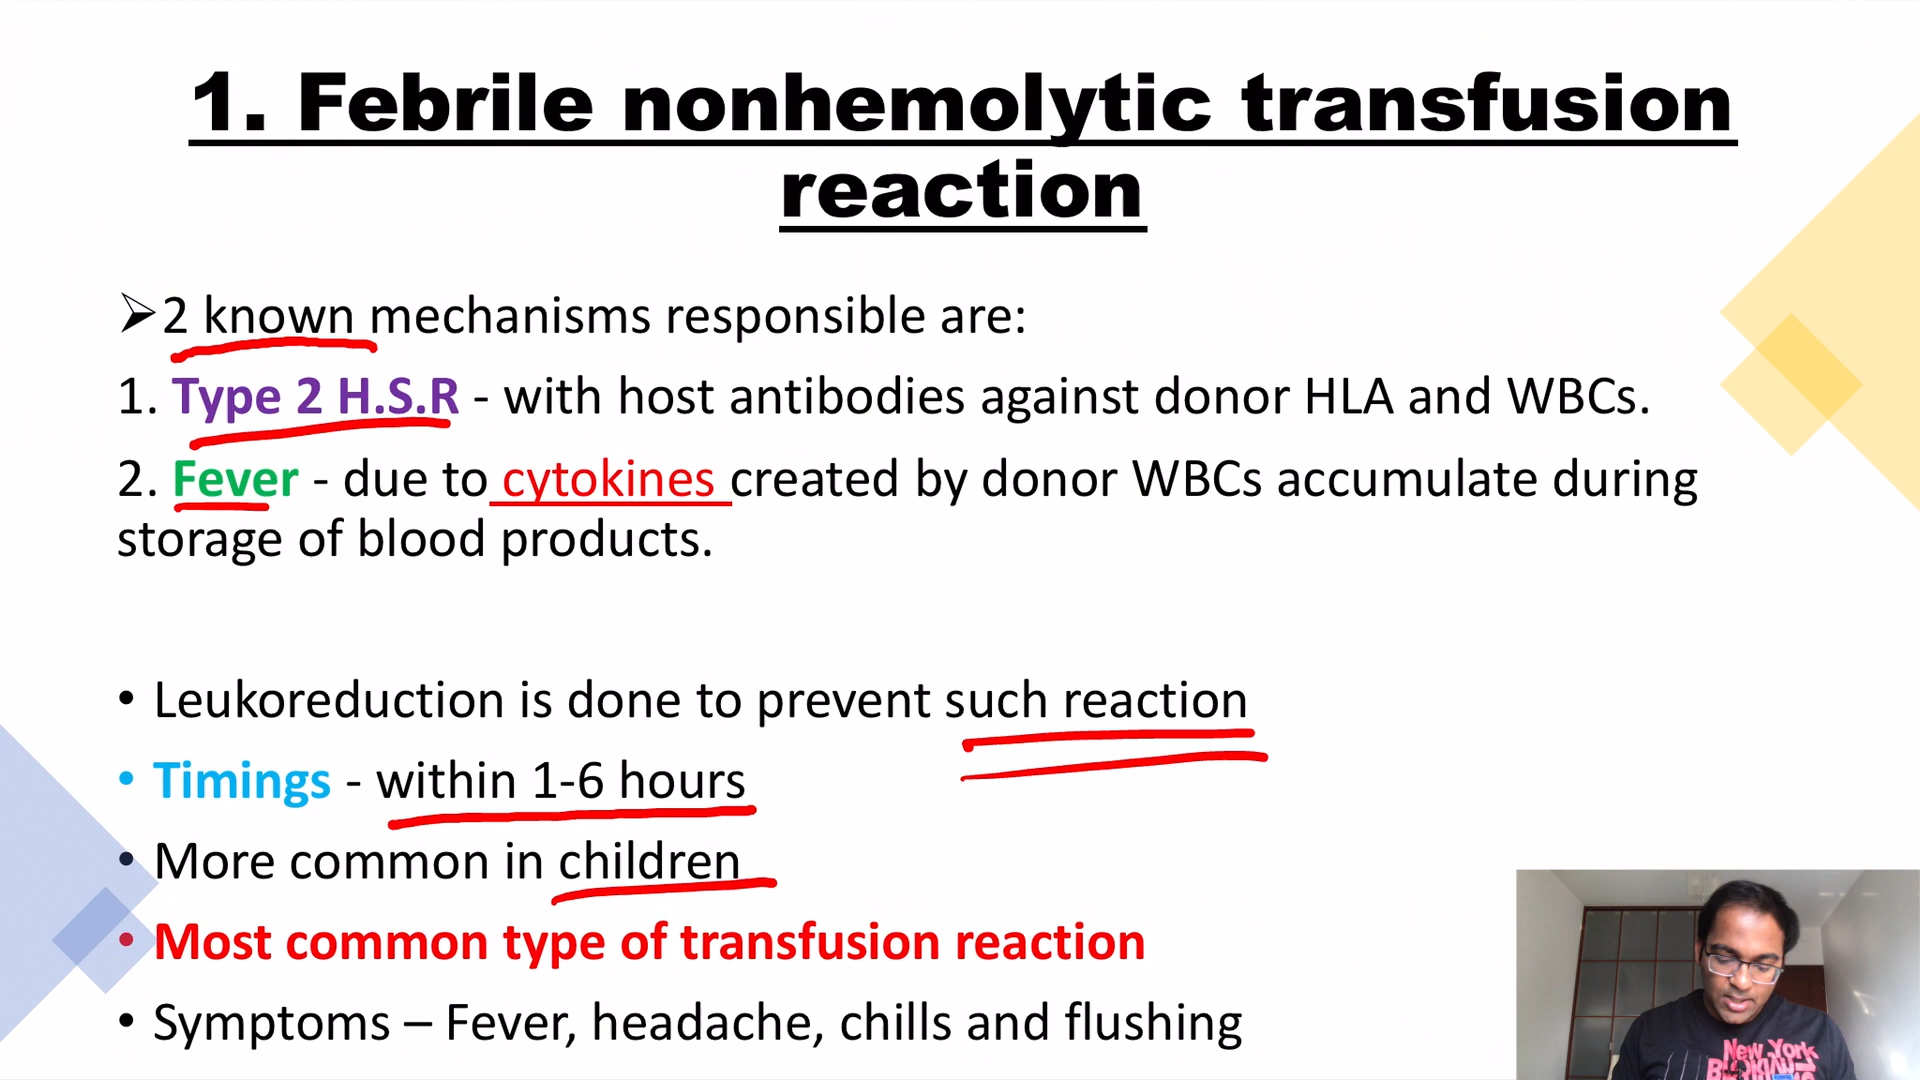 1. Febrile nonhemolytic transfusion
reaction
➢2 known mechanisms responsible are:
1. Type 2 H.S.R - with host antibodies against donor HLA and WBCs.
2. Fever - due to cytokines created by donor WBCs accumulate during
storage of blood products.
• Leukoreduction is done to prevent such reaction
• Timings - within 1-6 hours
• More common in children
• Most common type of transfusion reaction
• Symptoms – Fever, headache, chills and flushing
New York